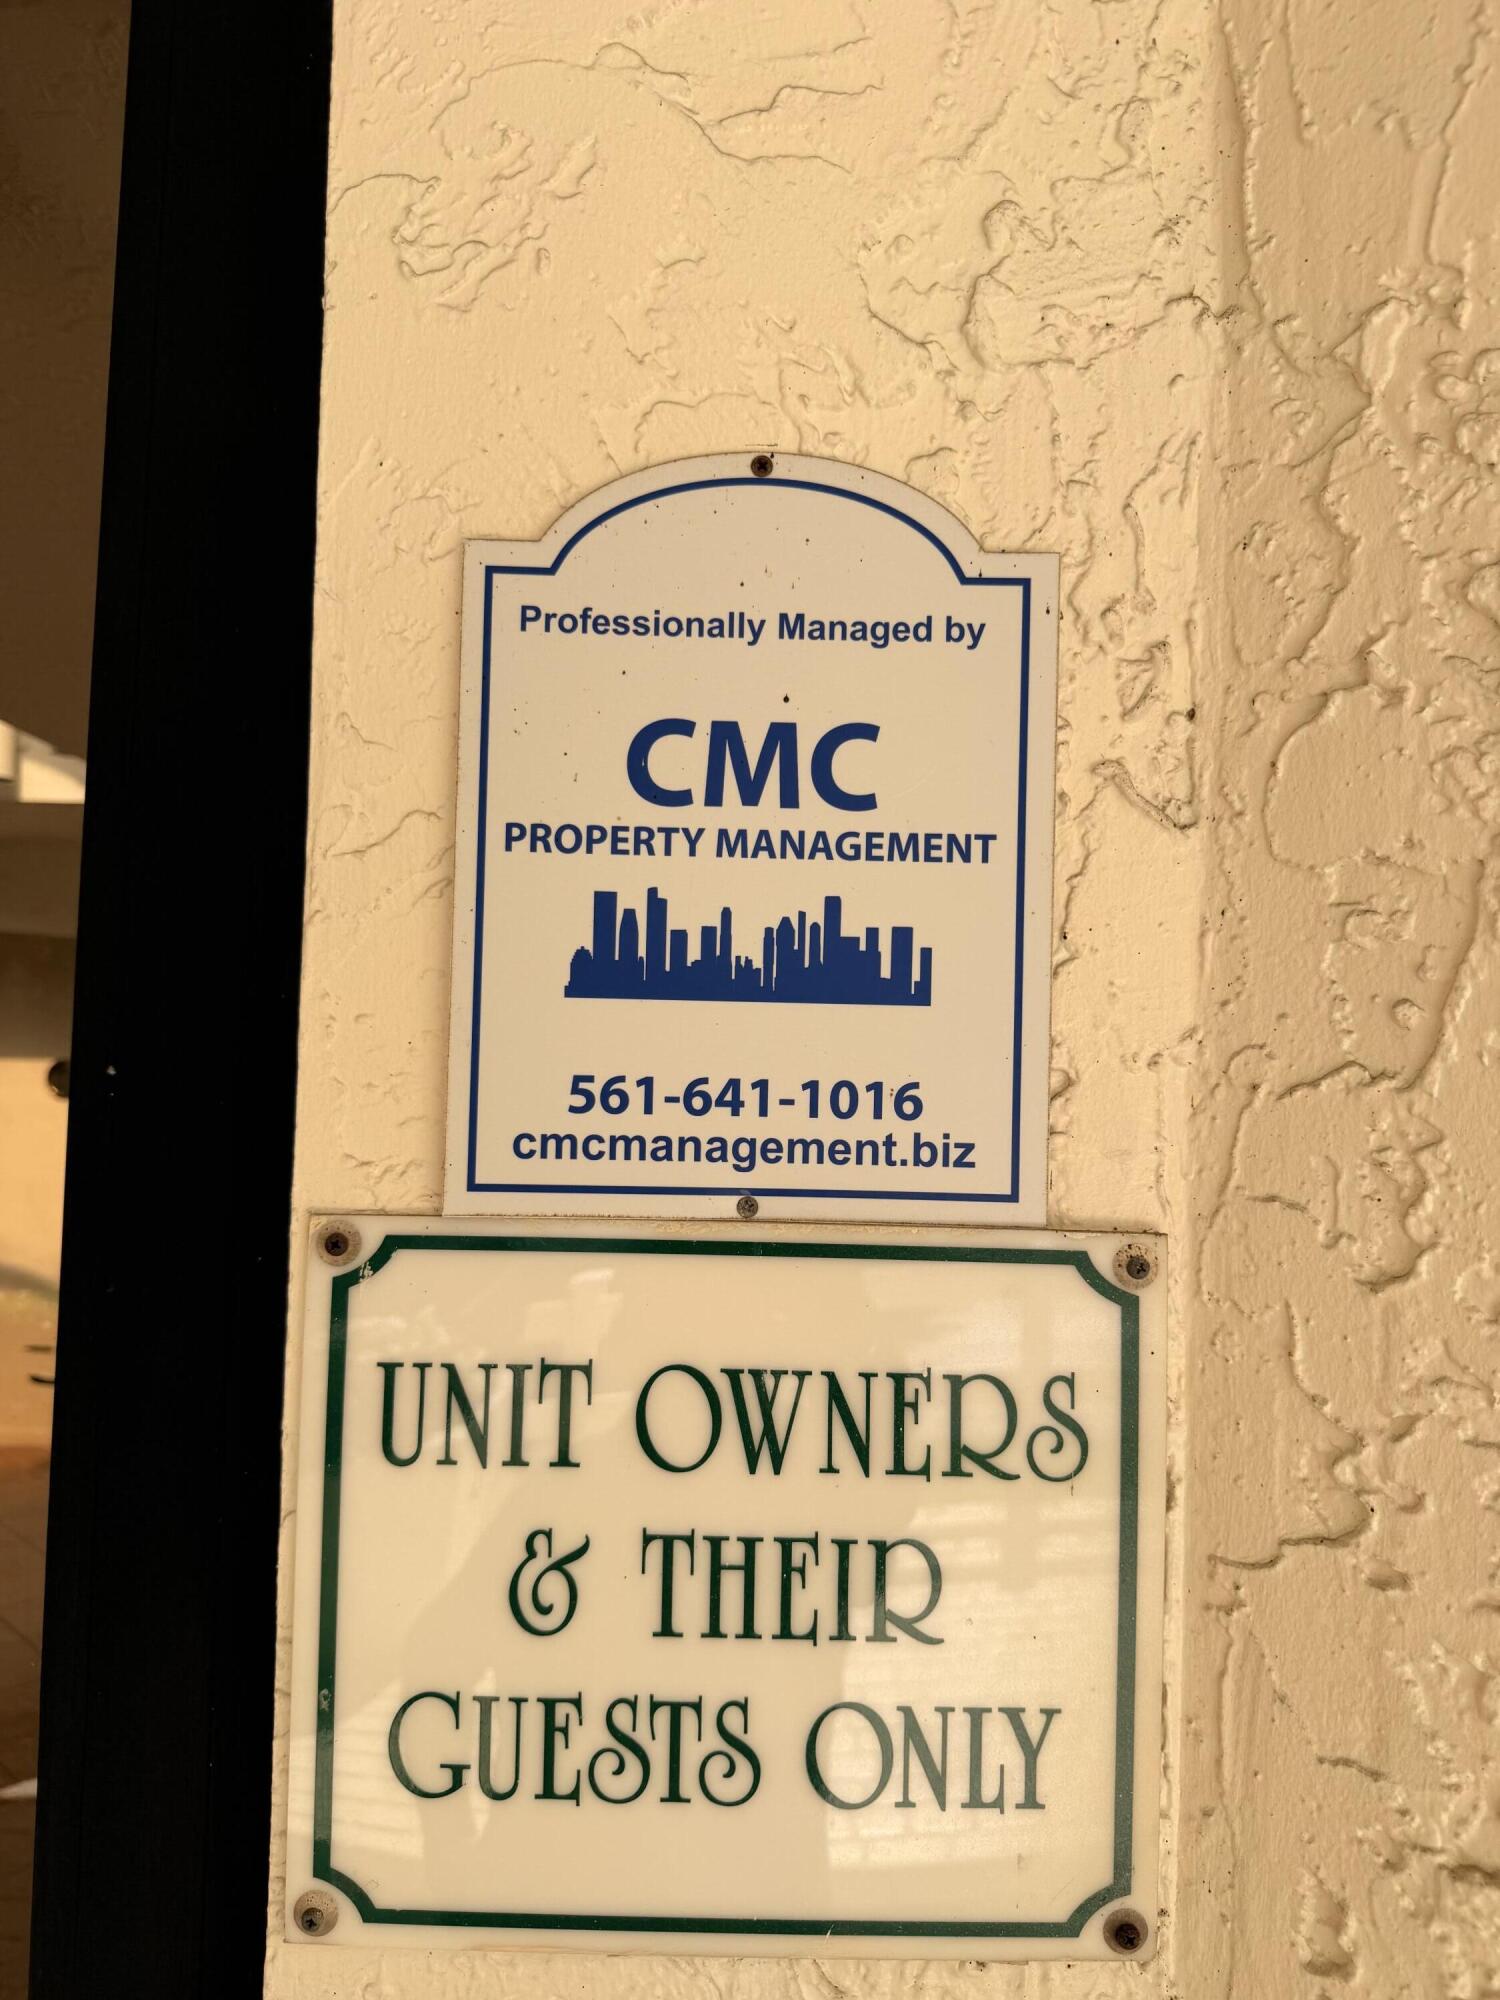 Professionally Managed by
CMC
PROPERTY MANAGEMENT
561-641-1016
cmcmanagement.biz
UNIT OWNERS
& THEIR
GUESTS ONLY